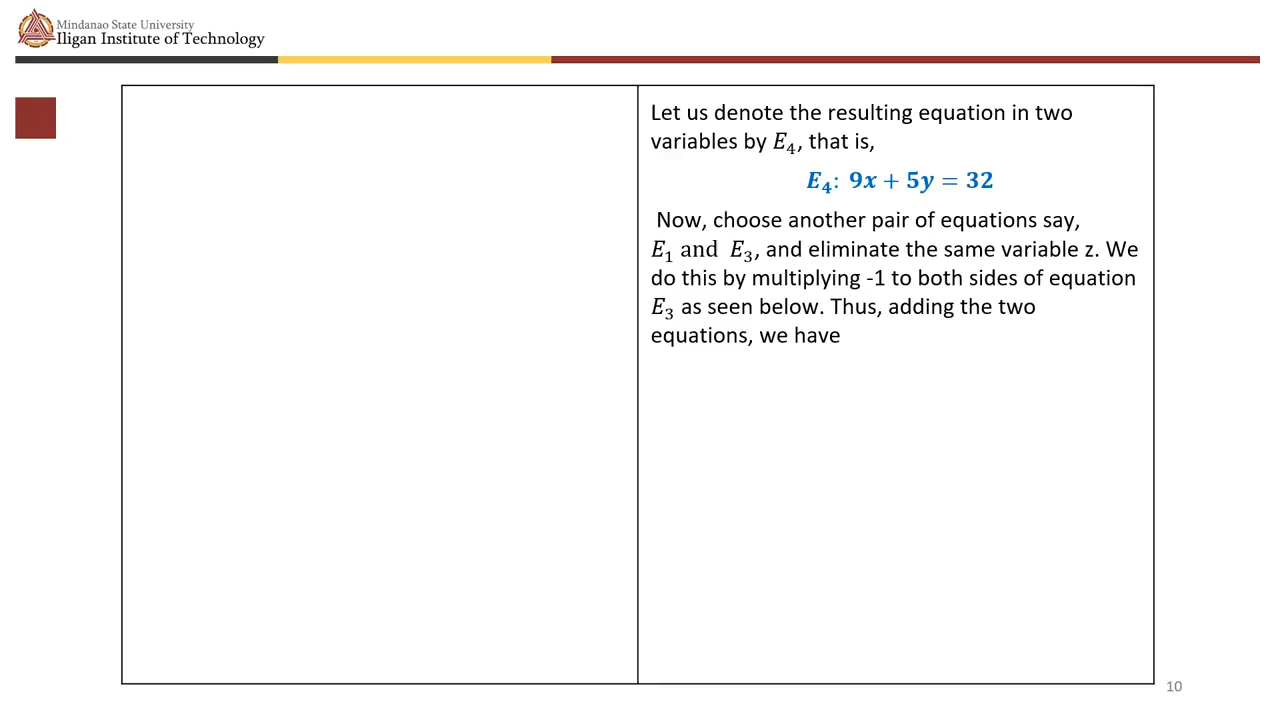 Mindanao State University
Iligan Institute of Technology
Let us denote the resulting equation in two
variables by E₄, that is,
E₄: 9x + 5y = 32
Now, choose another pair of equations say,
E₁ and E₃, and eliminate the same variable z. We
do this by multiplying -1 to both sides of equation
E₃ as seen below. Thus, adding the two
equations, we have
10